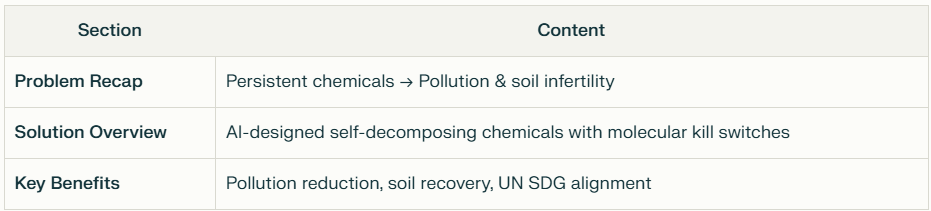 Section Content
Problem Recap Persistent chemicals → Pollution & soil infertility
Solution Overview AI-designed self-decomposing chemicals with molecular kill switches
Key Benefits Pollution reduction, soil recovery, UN SDG alignment